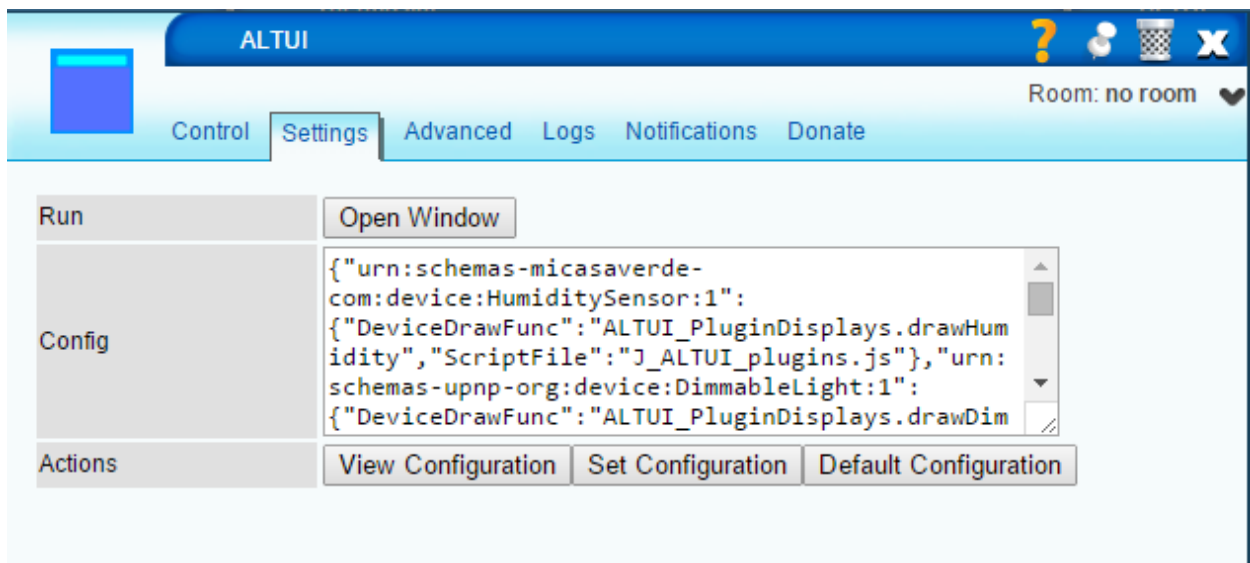 ALTUI
Room: no room
Control Settings Advanced Logs Notifications Donate
Run
Open Window
Config
{"urn:schemas-micasaverde-
com:device:HumiditySensor:1":
{"DeviceDrawFunc":"ALTUI_PluginDisplays.drawHum
idity","ScriptFile":"J_ALTUI_plugins.js"},"urn:
schemas-upnp-org:device:DimmableLight:1":
{"DeviceDrawFunc":"ALTUI_PluginDisplays.drawDim
Actions
View Configuration Set Configuration Default Configuration